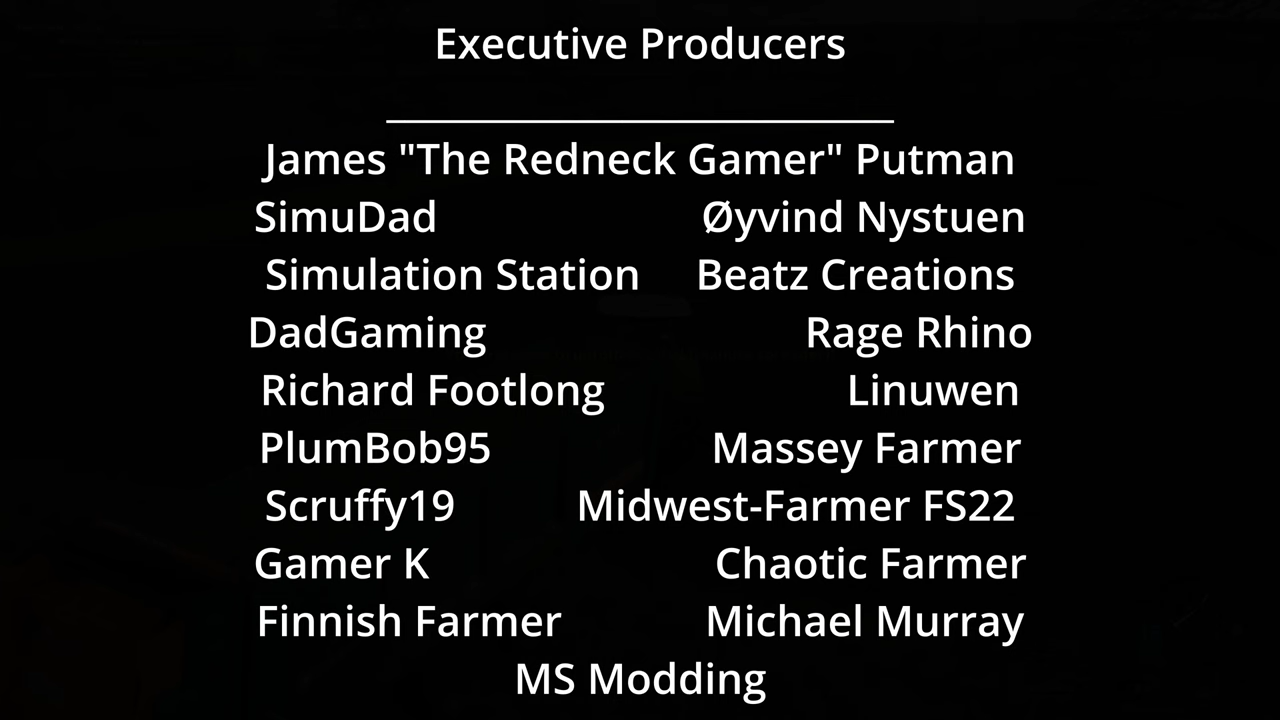 Executive Producers
James "The Redneck Gamer" Putman
SimuDad Øyvind Nystuen
Simulation Station Beatz Creations
DadGaming Rage Rhino
Richard Footlong Linuwen
PlumBob95 Massey Farmer
Scruffy19 Midwest-Farmer FS22
Gamer K Chaotic Farmer
Finnish Farmer Michael Murray
MS Modding